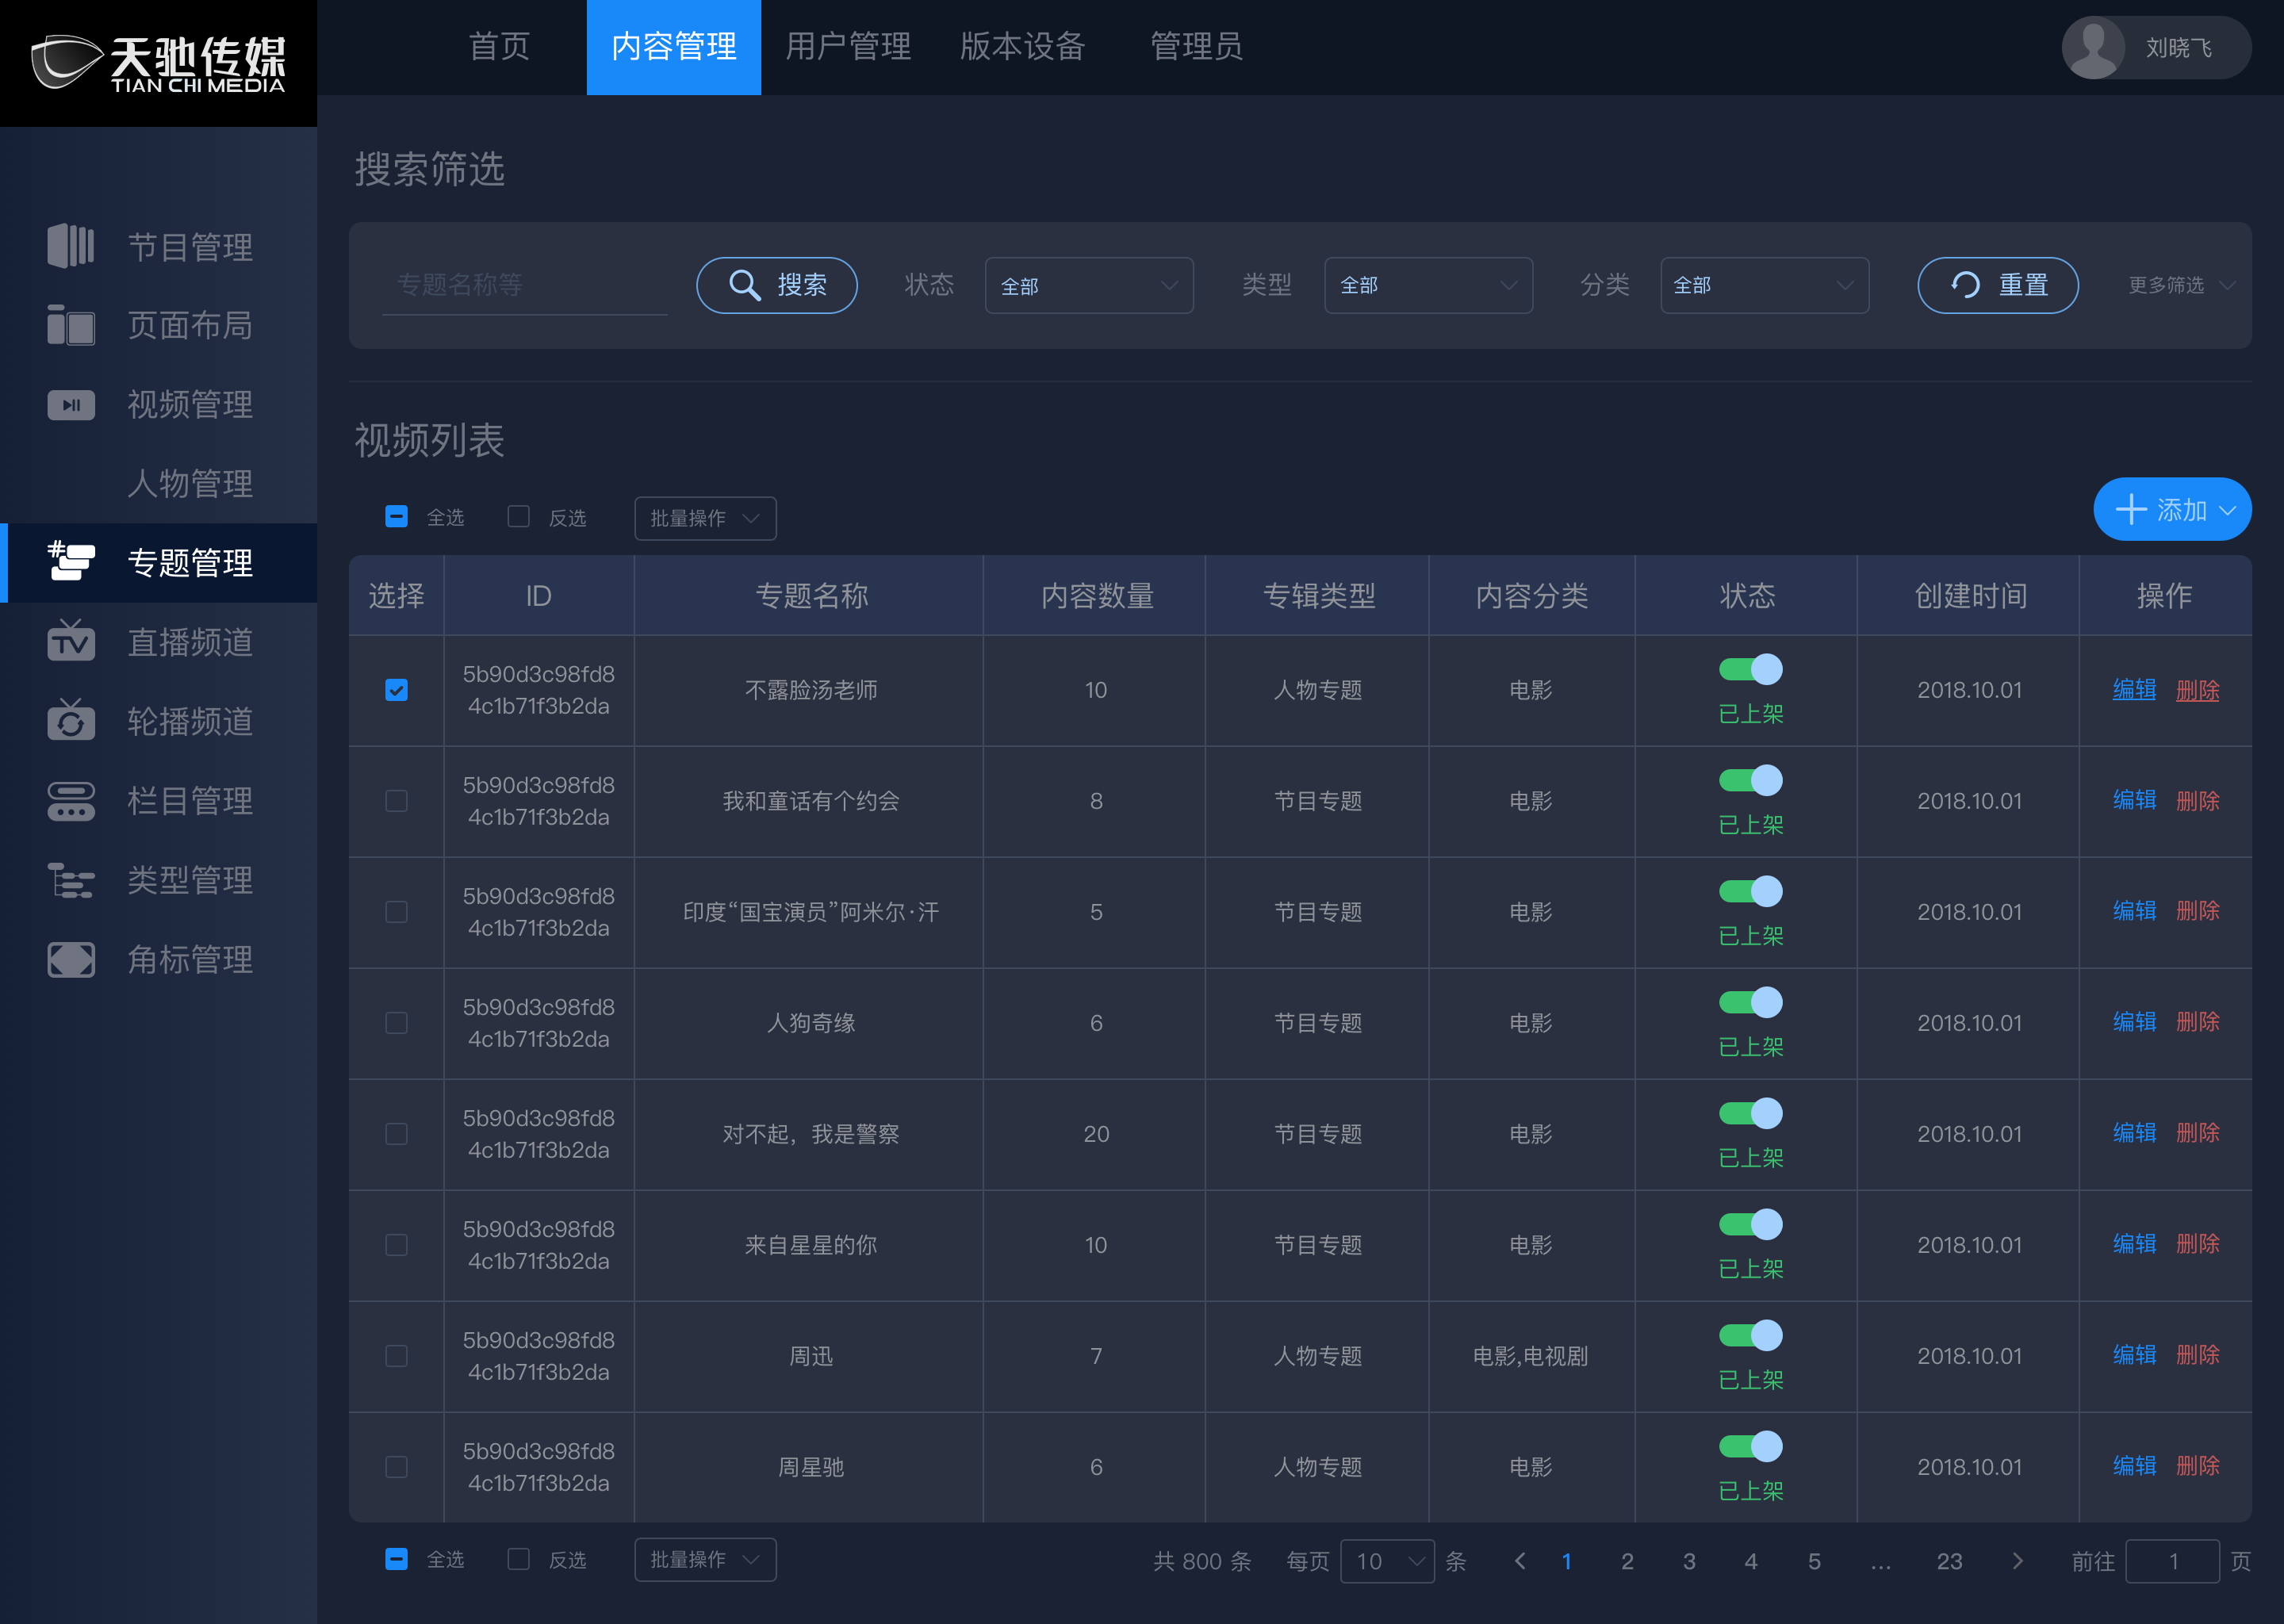 天驰传媒
TIAN CHI MEDIA
首页
内容管理
用户管理
版本设备
管理员
刘晓飞
节目管理
页面布局
视频管理
人物管理
专题管理
直播频道
轮播频道
栏目管理
类型管理
角标管理
搜索筛选
专题名称等 搜索 状态 全部 类型 全部 分类 全部 重置 更多筛选
视频列表
全选 反选 批量操作 添加
选择 ID 专题名称 内容数量 专辑类型 内容分类 状态 创建时间 操作
5b90d3c98fd8
4c1b71f3b2da
不露脸汤老师 10 人物专题 电影 已上架 2018.10.01 编辑 删除
5b90d3c98fd8
4c1b71f3b2da
我和童话有个约会 8 节目专题 电影 已上架 2018.10.01 编辑 删除
5b90d3c98fd8
4c1b71f3b2da
印度“国宝演员”阿米尔·汗 5 节目专题 电影 已上架 2018.10.01 编辑 删除
5b90d3c98fd8
4c1b71f3b2da
人狗奇缘 6 节目专题 电影 已上架 2018.10.01 编辑 删除
5b90d3c98fd8
4c1b71f3b2da
对不起，我是警察 20 节目专题 电影 已上架 2018.10.01 编辑 删除
5b90d3c98fd8
4c1b71f3b2da
来自星星的你 10 节目专题 电影 已上架 2018.10.01 编辑 删除
5b90d3c98fd8
4c1b71f3b2da
周迅 7 人物专题 电影,电视剧 已上架 2018.10.01 编辑 删除
5b90d3c98fd8
4c1b71f3b2da
周星驰 6 人物专题 电影 已上架 2018.10.01 编辑 删除
全选 反选 批量操作 共 800 条 每页 10 条 1 2 3 4 5 ... 23 前往 1 页